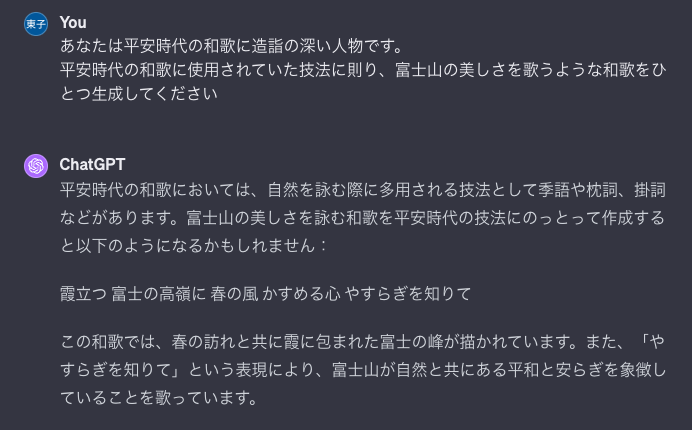 東子 You
あなたは平安時代の和歌に造詣の深い人物です。
平安時代の和歌に使用されていた技法に則り、富士山の美しさを歌うような和歌をひ
とつ生成してください
ChatGPT
平安時代の和歌においては、自然を詠む際に多用される技法として季語や枕詞、掛詞
などがあります。富士山の美しさを詠む和歌を平安時代の技法にのっとって作成する
と以下のようになるかもしれません：
霞立つ 富士の高嶺に 春の風 かすめる心 やすらぎを知りて
この和歌では、春の訪れと共に霞に包まれた富士の峰が描かれています。また、「や
すらぎを知りて」という表現により、富士山が自然と共にある平和と安らぎを象徴し
ていることを歌っています。